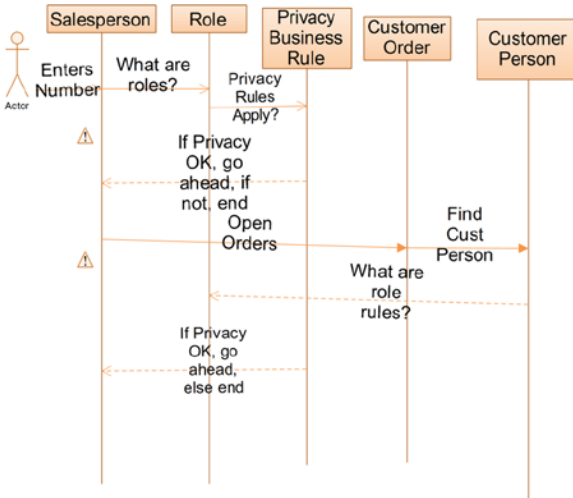 Salesperson
Role
Privacy
Business
Rule
Customer
Order
Customer
Person
Actor
Enters
Number
What are
roles?
Privacy
Rules
Apply?
If Privacy
OK, go
ahead, if
not, end
Open
Orders
Find
Cust
Person
What are
role
rules?
If Privacy
OK, go
ahead,
else end